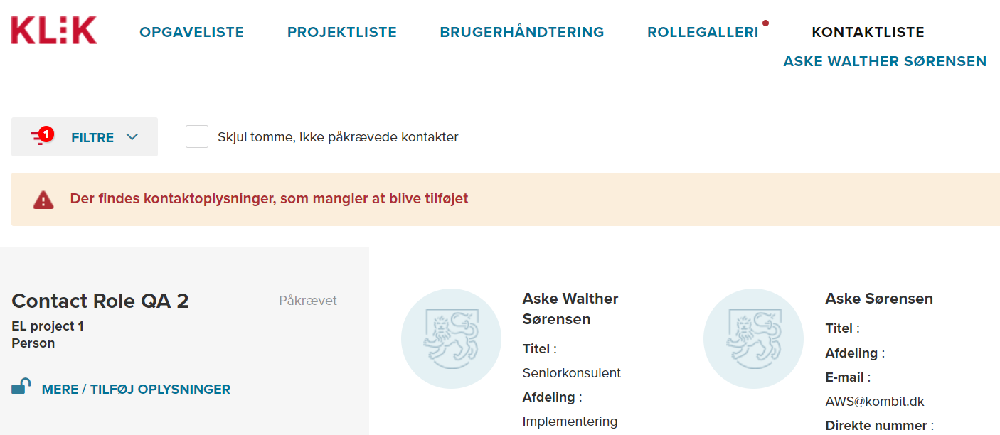 KLIK
OPGAVELISTE
PROJEKTLISTE
BRUGERHÅNDTERING
ROLLEGALLERI
KONTAKTLISTE
ASKE WALTHER SØRENSEN
1
FILTRE
Skjul tomme, ikke påkrævede kontakter
Der findes kontaktoplysninger, som mangler at blive tilføjet
Contact Role QA 2
Påkrævet
EL project 1
Person
MERE / TILFØJ OPLYSNINGER
Aske Walther
Sørensen
Titel :
Seniorkonsulent
Afdeling :
Implementering
Aske Sørensen
Titel :
Afdeling :
E-mail :
AWS@kombit.dk
Direkte nummer :